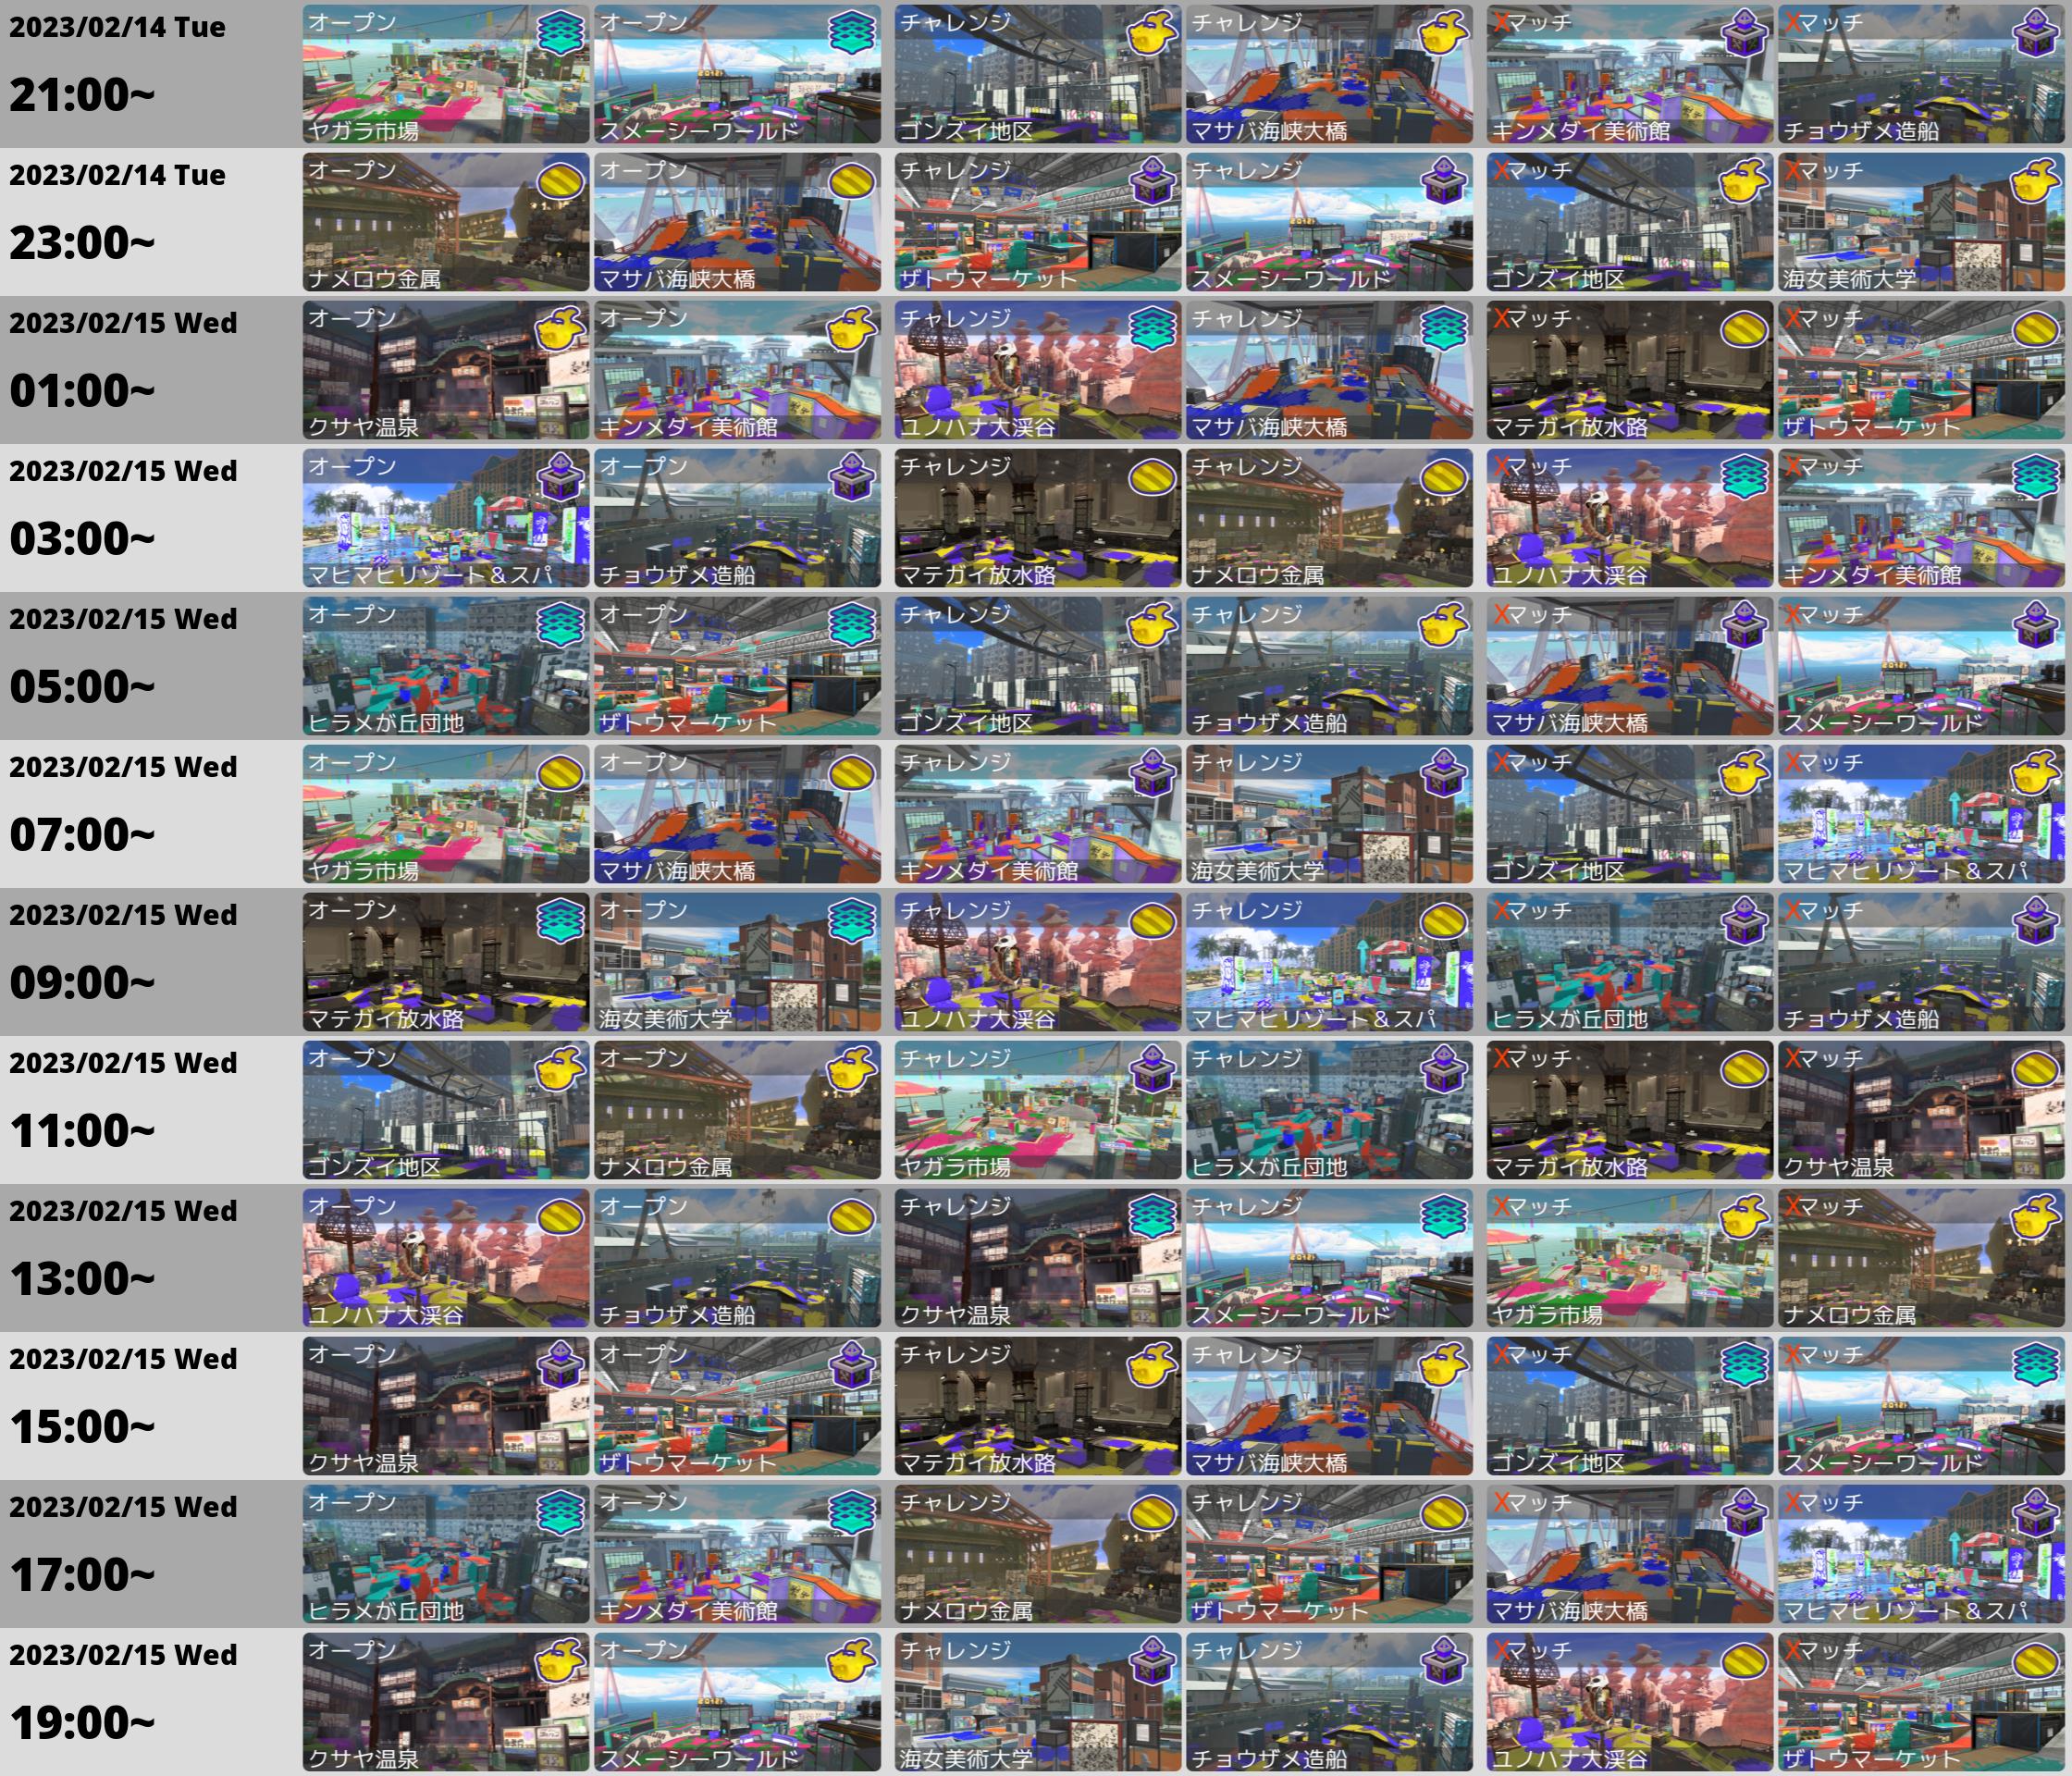 2023/02/14 Tue
21:00~
オープン
ヤガラ市場
オープン
スメーシーワールド
チャレンジ
ゴンズイ地区
チャレンジ
マサバ海峡大橋
Xマッチ
キンメダイ美術館
Xマッチ
チョウザメ造船
2023/02/14 Tue
23:00~
オープン
ナメロウ金属
オープン
マサバ海峡大橋
チャレンジ
ザトウマーケット
チャレンジ
スメーシーワールド
Xマッチ
ゴンズイ地区
Xマッチ
海女美術大学
2023/02/15 Wed
01:00~
オープン
クサヤ温泉
オープン
キンメダイ美術館
チャレンジ
ユノハナ大渓谷
チャレンジ
マサバ海峡大橋
Xマッチ
マテガイ放水路
Xマッチ
ザトウマーケット
2023/02/15 Wed
03:00~
オープン
マヒマヒリゾート＆スパ
オープン
チョウザメ造船
チャレンジ
マテガイ放水路
チャレンジ
ナメロウ金属
Xマッチ
ユノハナ大渓谷
Xマッチ
キンメダイ美術館
2023/02/15 Wed
05:00~
オープン
ヒラメが丘団地
オープン
ザトウマーケット
チャレンジ
ゴンズイ地区
チャレンジ
チョウザメ造船
Xマッチ
マサバ海峡大橋
Xマッチ
スメーシーワールド
2023/02/15 Wed
07:00~
オープン
ヤガラ市場
オープン
マサバ海峡大橋
チャレンジ
キンメダイ美術館
チャレンジ
海女美術大学
Xマッチ
ゴンズイ地区
Xマッチ
マヒマヒリゾート＆スパ
2023/02/15 Wed
09:00~
オープン
マテガイ放水路
オープン
海女美術大学
チャレンジ
ユノハナ大渓谷
チャレンジ
マヒマヒリゾート＆スパ
Xマッチ
ヒラメが丘団地
Xマッチ
チョウザメ造船
2023/02/15 Wed
11:00~
オープン
ゴンズイ地区
オープン
ナメロウ金属
チャレンジ
ヤガラ市場
チャレンジ
ヒラメが丘団地
Xマッチ
マテガイ放水路
Xマッチ
クサヤ温泉
2023/02/15 Wed
13:00~
オープン
ユノハナ大渓谷
オープン
チョウザメ造船
チャレンジ
クサヤ温泉
チャレンジ
スメーシーワールド
Xマッチ
ヤガラ市場
Xマッチ
ナメロウ金属
2023/02/15 Wed
15:00~
オープン
クサヤ温泉
オープン
ザトウマーケット
チャレンジ
マテガイ放水路
チャレンジ
マサバ海峡大橋
Xマッチ
ゴンズイ地区
Xマッチ
スメーシーワールド
2023/02/15 Wed
17:00~
オープン
ヒラメが丘団地
オープン
キンメダイ美術館
チャレンジ
ナメロウ金属
チャレンジ
ザトウマーケット
Xマッチ
マサバ海峡大橋
Xマッチ
マヒマヒリゾート＆スパ
2023/02/15 Wed
19:00~
オープン
クサヤ温泉
オープン
スメーシーワールド
チャレンジ
海女美術大学
チャレンジ
チョウザメ造船
Xマッチ
ユノハナ大渓谷
Xマッチ
ザトウマーケット